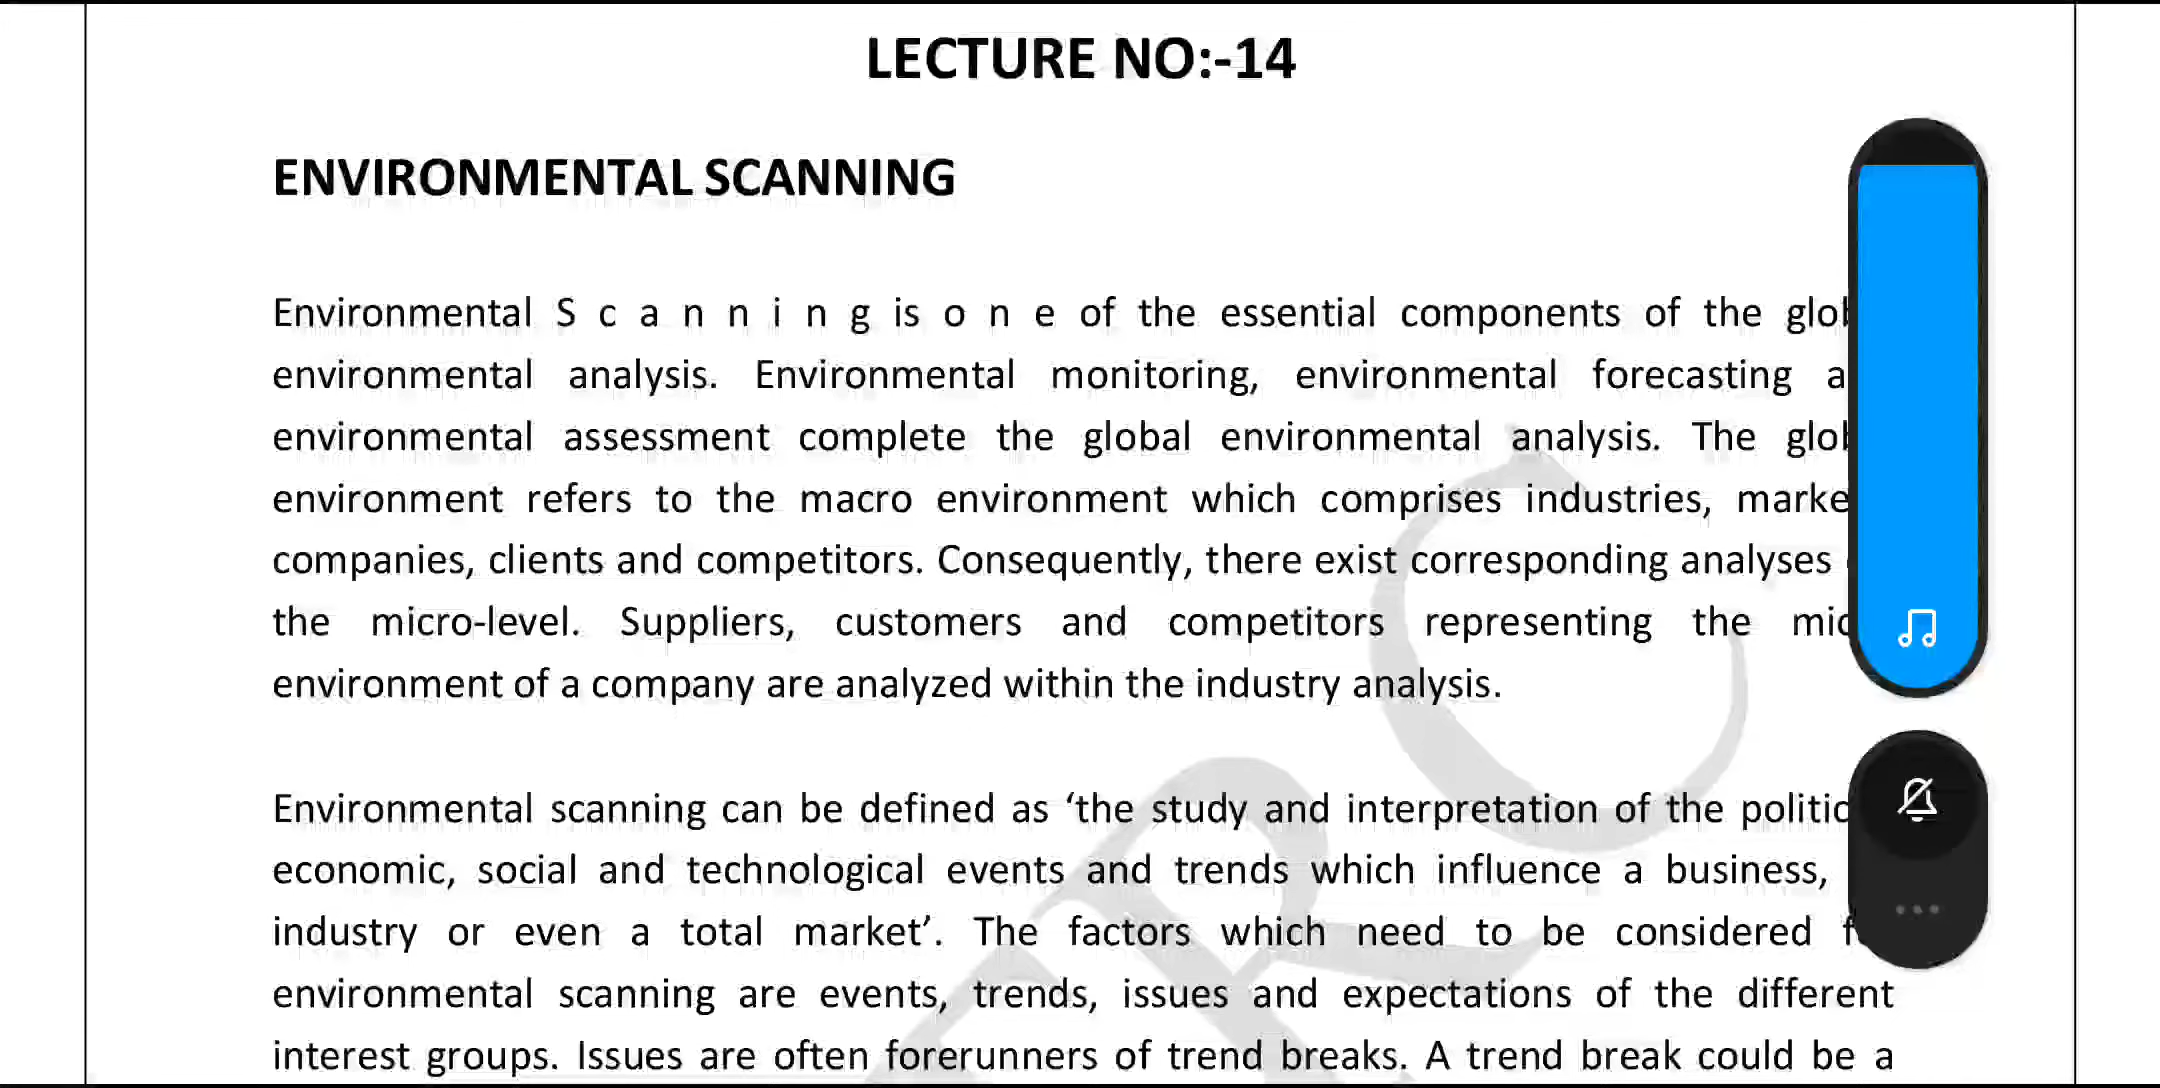 LECTURE NO:-14
ENVIRONMENTAL SCANNING
Environmental S c a n n i n g is o n e of the essential components of the
environmental analysis. Environmental monitoring, environmental forecasting
environmental assessment complete the global environmental analysis. The
environment refers to the macro environment which comprises industries,
companies, clients and competitors. Consequently, there exist corresponding analyses
the micro-level. Suppliers, customers and competitors representing the
environment of a company are analyzed within the industry analysis.
Environmental scanning can be defined as ‘the study and interpretation of the
economic, social and technological events and trends which influence a business,
industry or even a total market’. The factors which need to be considered
environmental scanning are events, trends, issues and expectations of the different
interest groups. Issues are often forerunners of trend breaks. A trend break could be a